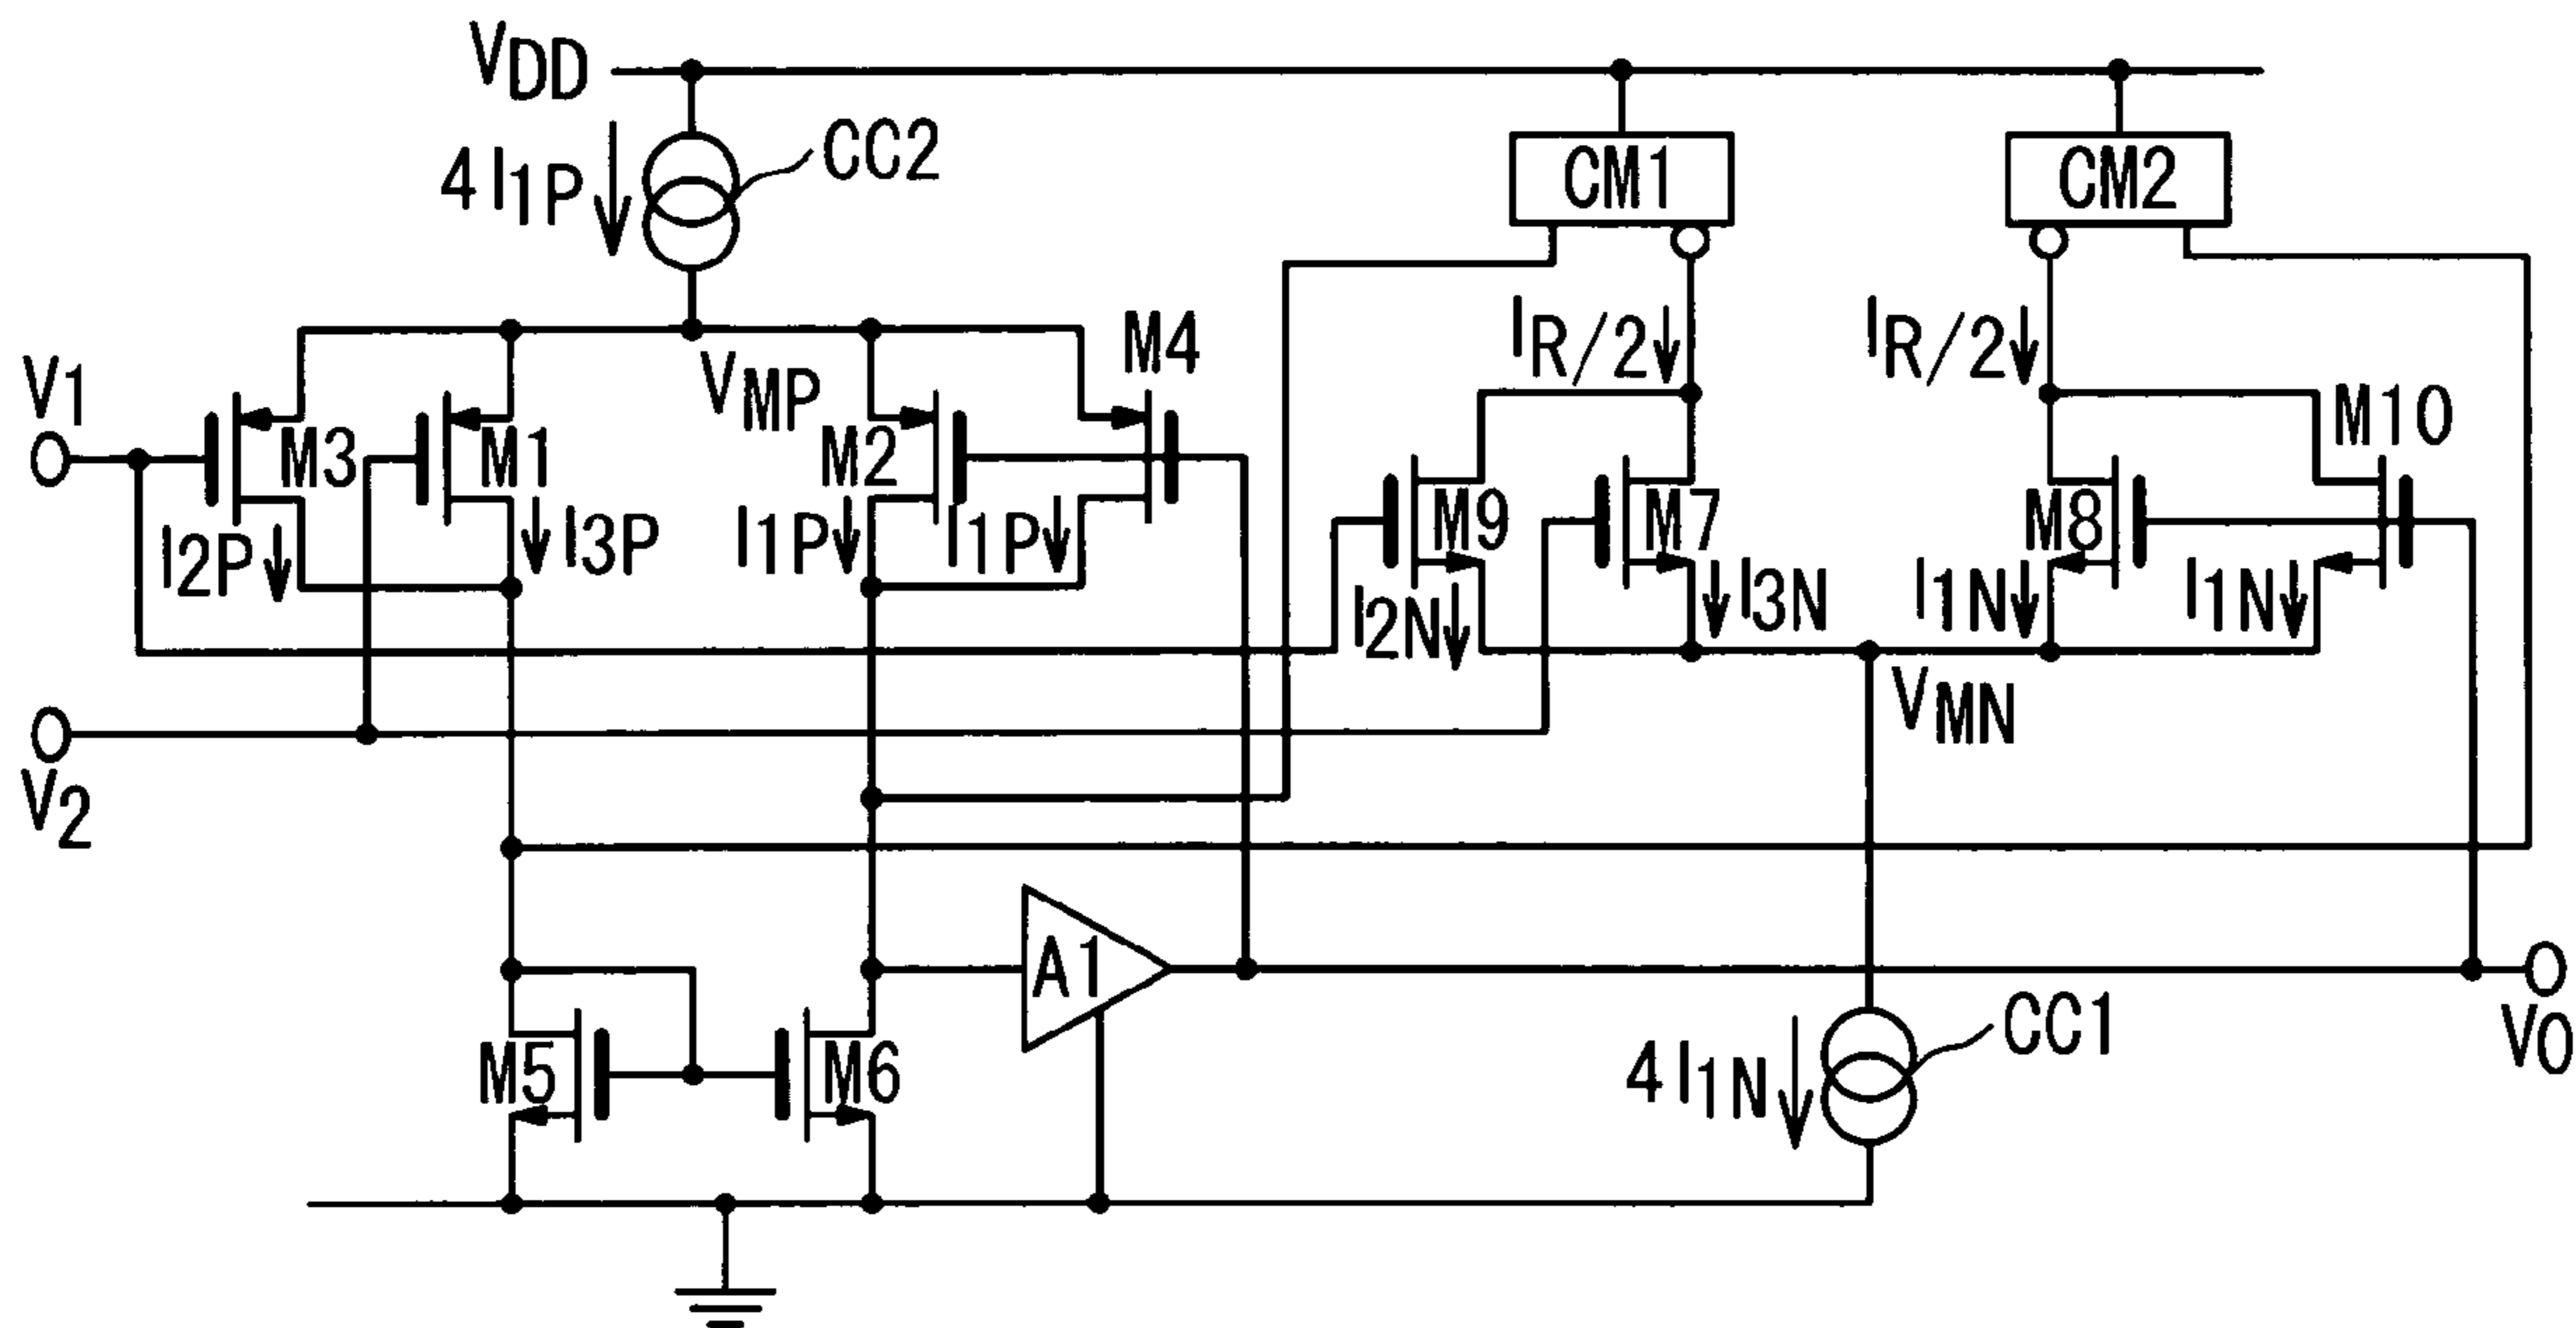 VDD
4I1P
CC2
CM1
CM2
IR/2
IR/2
M4
V1
VMP
M10
M3
M1
M2
M9
M7
M8
I2P
I3P
I1P
I1P
I2N
I3N
I1N
I1N
VMN
V2
A1
M5
M6
4I1N
CC1
VO